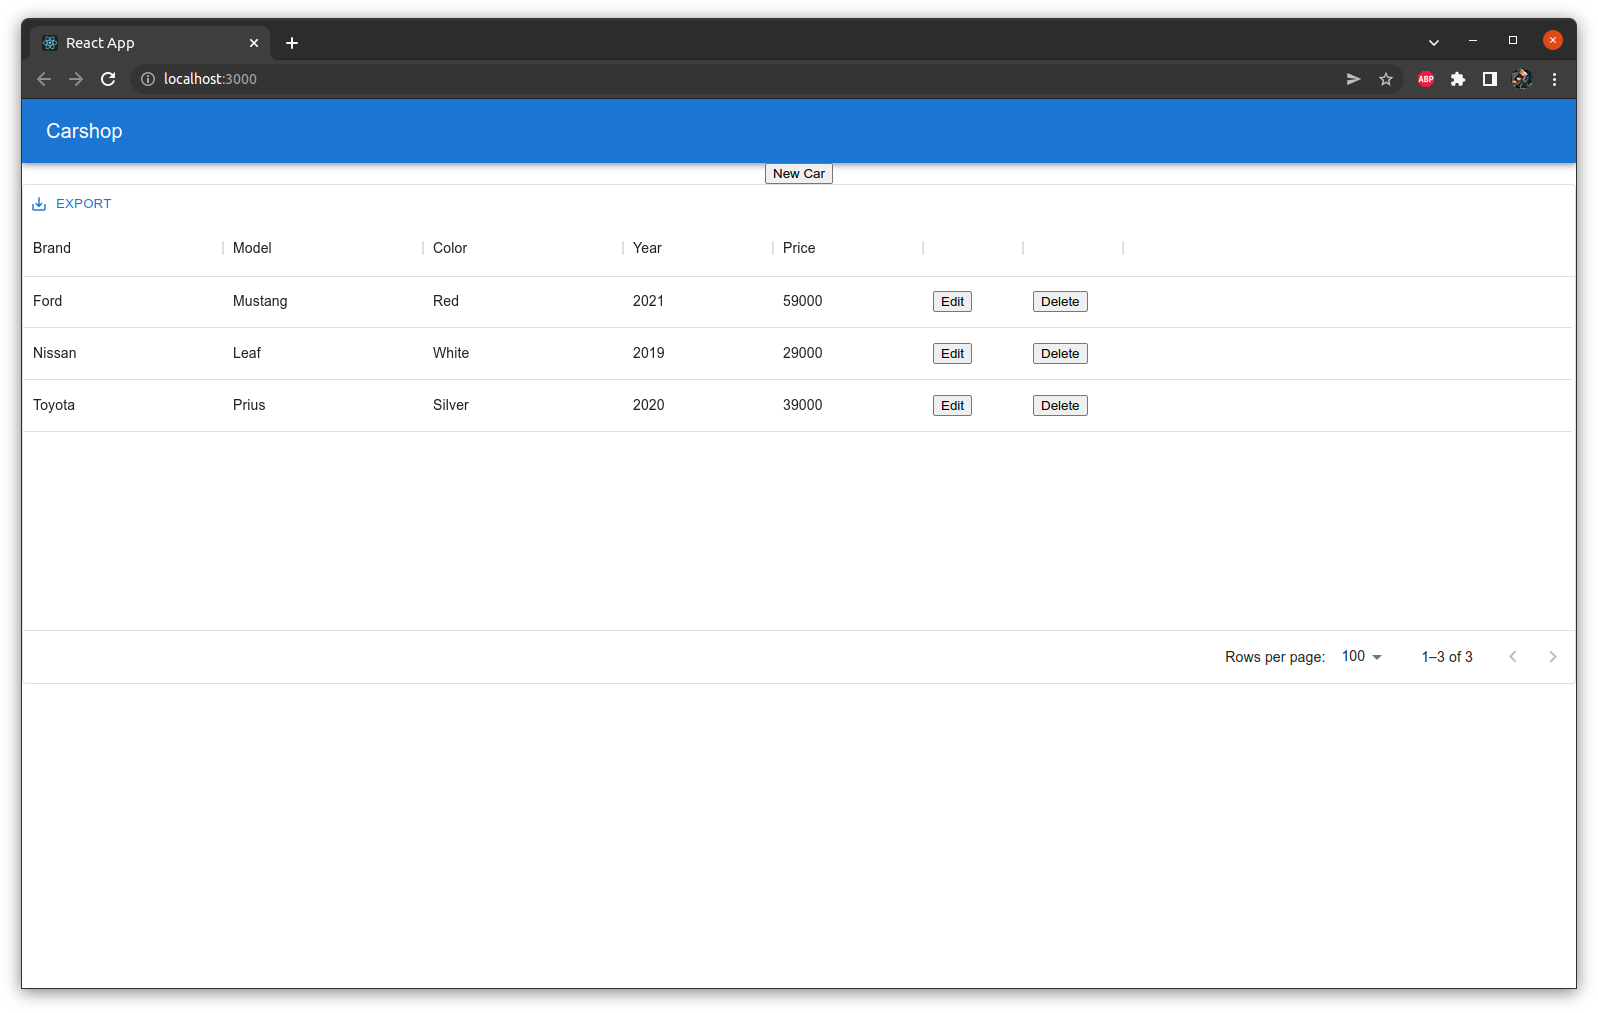 React App
localhost:3000
ABP
Carshop
New Car
EXPORT
Brand Model Color Year Price
Ford Mustang Red 2021 59000 Edit Delete
Nissan Leaf White 2019 29000 Edit Delete
Toyota Prius Silver 2020 39000 Edit Delete
Rows per page: 100 1–3 of 3